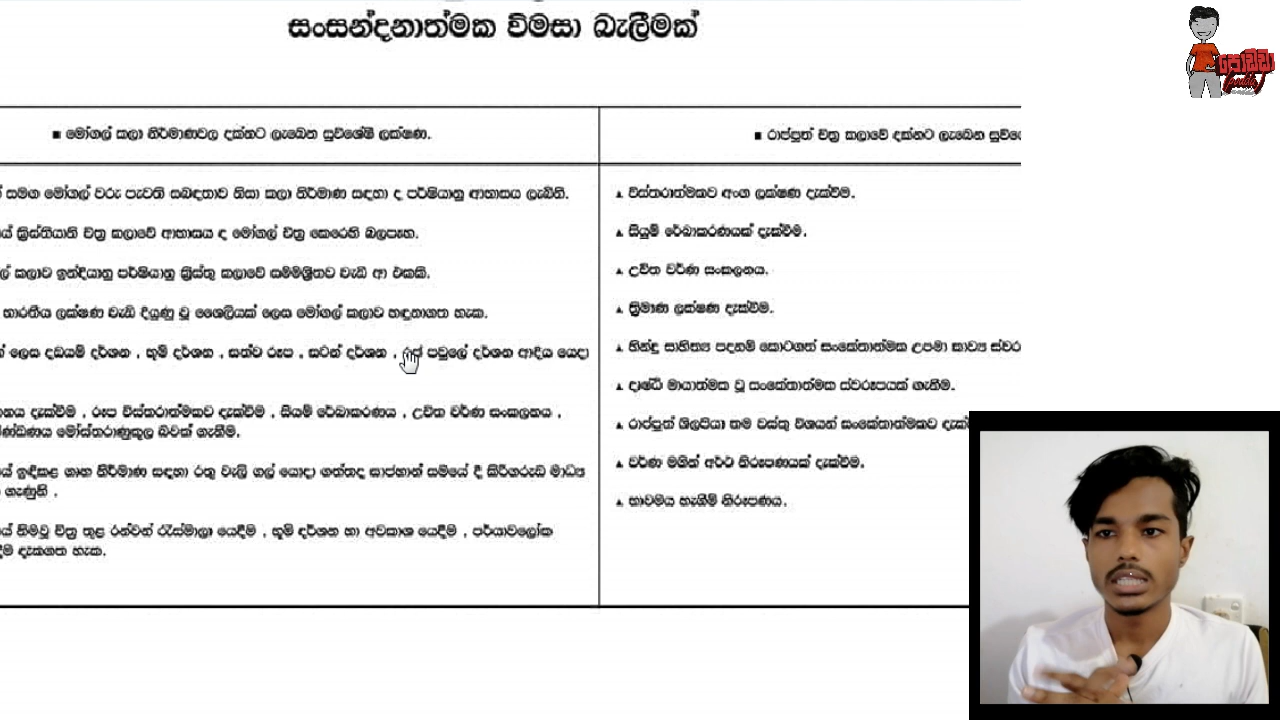 සංසන්දනාත්මක විමසා බැලීමක්
■ මෝගල් කලා නිර්මාණවල දක්නට ලැබෙන සුවිශේෂී ලක්ෂණ.
සමග මෝගල් වරු පැවති සබඳතාව නිසා කලා නිර්මාණ සඳහා ද පර්ෂියානු ආභාසය ලැබිනි.
ක්‍රිස්තියානි චිත්‍ර කලාවේ ආභාසය ද මෝගල් චිත්‍ර කෙරෙහි බලපෑහ.
කලාව ඉන්දියානු පර්ෂියානු ක්‍රිස්තු කලාවේ සම්මිශ්‍රිතව වැඩි ආ එකකි.
භාරතීය ලක්ෂණ වැඩි දියුණු වූ ශෛලියක් ලෙස මෝගල් කලාව හඳුනාගත හැක.
ලෙස දඩයම් දර්ශන , භූමි දර්ශන , සත්ව රූප , සටන් දර්ශන , රජ පවුලේ දර්ශන ආදිය යෙදා
දැක්වීම , රූප විස්තරාත්මකව දැක්වීම , සියුම් රේඛාකරණය , උචිත වර්ණ සංකලනය ,
මෝස්තරානුකූල බවක් ගැනීම.
ඉඳිකළ ගෘහ නිර්මාණ සඳහා රතු වැලි ගල් යොදා ගත්තද සාජහාන් සමයේ දී කිරිගරුඬ මාධ්‍ය
ගැණුනි .
නිමවූ චිත්‍ර තුළ රන්වන් රැස්මාලා යෙදීම , භූමි දර්ශන හා අවකාශ යෙදීම , පර්යාවලෝක
දැකගත හැක.
■ රාජ්පුත් චිත්‍ර කලාවේ දක්නට ලැබෙන
▲ විස්තරාත්මකව අංග ලක්ෂණ දැක්වීම.
▲ සියුම් රේඛාකරණයක් දැක්වීම.
▲ උචිත වර්ණ සංකලනය.
▲ ත්‍රිමාණ ලක්ෂණ දැක්වීම.
▲ හින්දු සාහිත්‍ය පදනම් කොටගත් සංකේතාත්මක උපමා කාව්‍ය
▲ දෘෂ්ඨි මායාත්මක වූ සංකේතාත්මක ස්වරූපයක් ගැනීම.
▲ රාජ්පුත් ශිල්පියා තම වස්තු විශයන් සංකේතාත්මකව
▲ වර්ණ මගින් අර්ථ නිරූපණයක් දැක්වීම.
▲ භාවමය හැඟීම් නිරූපණය.
පොඩ්ඩා